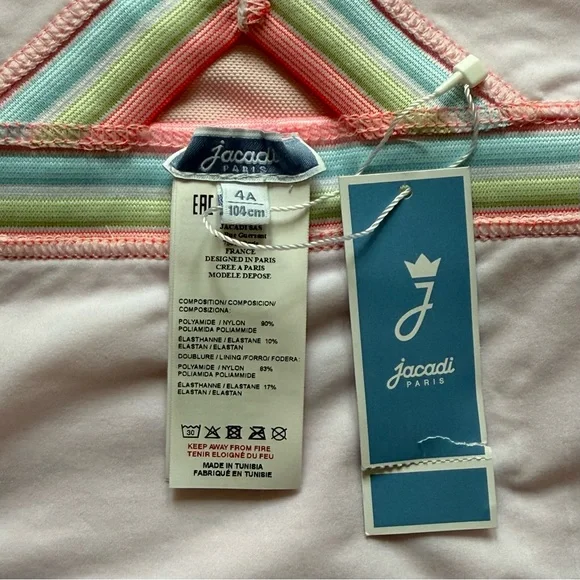 jacadi
PARIS
EAC
4A
104cm
JACADI SAS
FRANCE
DESIGNED IN PARIS
CREE A PARIS
MODELE DEPOSE
COMPOSITION/ COMPOSICION/
COMPOSIZIONA:
POLYAMIDE / NYLON 90%
POLIAMIDA POLIAMMIDE
ÉLASTHANNE / ELASTANE 10%
ELASTAN / ELASTAN
DOUBLURE / LINING /FORRO/ FODERA
POLYAMIDE / NYLON 83%
POLIAMIDA POLIAMMIDE
ÉLASTHANNE / ELASTANE 17%
ELASTAN / ELASTAN
30
KEEP AWAY FROM FIRE
TENIR ELOIGNÉ DU FEU
MADE IN TUNISIA
FABRIQUÉ EN TUNISIE
J
jacadi
PARIS